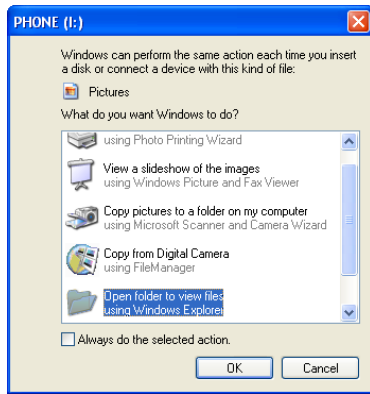 PHONE (I:)
Windows can perform the same action each time you insert
a disk or connect a device with this kind of file:
Pictures
What do you want Windows to do?
using Photo Printing Wizard
View a slideshow of the images
using Windows Picture and Fax Viewer
Copy pictures to a folder on my computer
using Microsoft Scanner and Camera Wizard
Copy from Digital Camera
using FileManager
Open folder to view files
using Windows Explorer
Always do the selected action.
OK
Cancel